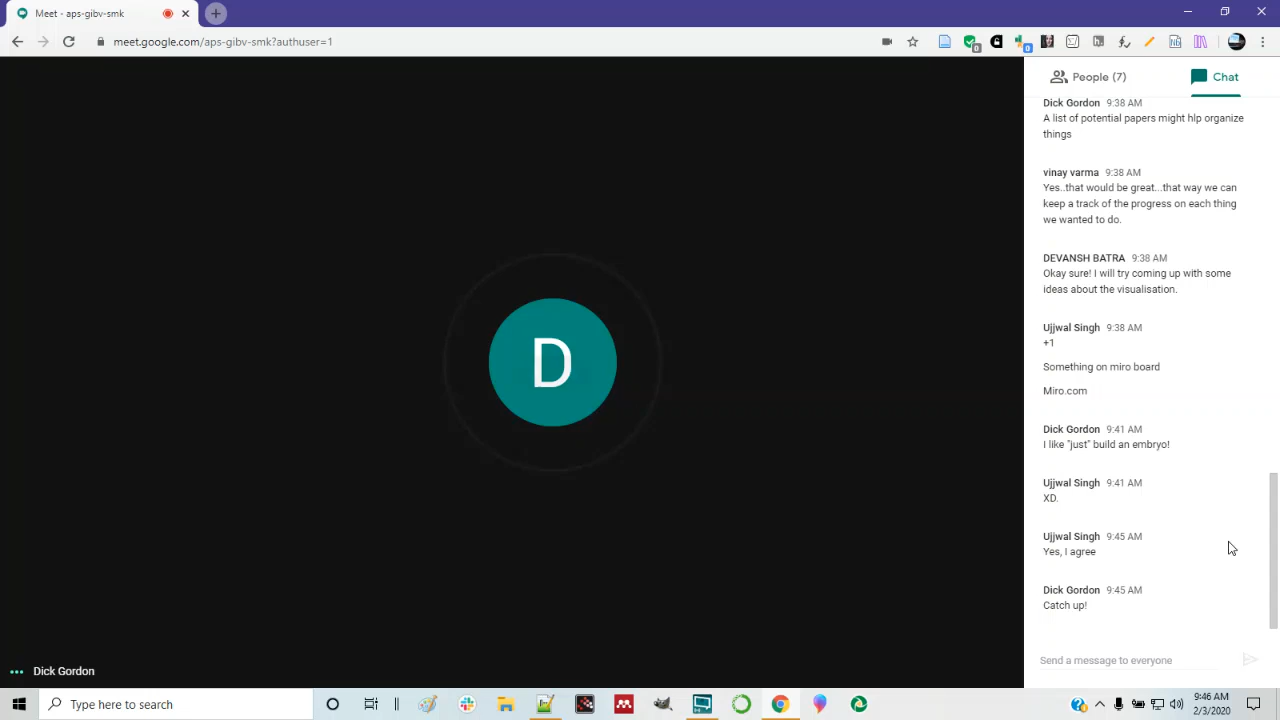 Meet - aps-gibv-smk
meet.google.com/aps-gibv-smk?authuser=1
People (7)
Chat
Dick Gordon 9:38 AM
A list of potential papers might hlp organize
things
vinay varma 9:38 AM
Yes..that would be great...that way we can
keep a track of the progress on each thing
we wanted to do.
DEVANSH BATRA 9:38 AM
Okay sure! I will try coming up with some
ideas about the visualisation.
Ujjwal Singh 9:38 AM
+1
Something on miro board
Miro.com
Dick Gordon 9:41 AM
I like "just" build an embryo!
Ujjwal Singh 9:41 AM
XD.
Ujjwal Singh 9:45 AM
Yes, I agree
Dick Gordon 9:45 AM
Catch up!
Send a message to everyone
D
Dick Gordon
Type here to search
9:46 AM
2/3/2020